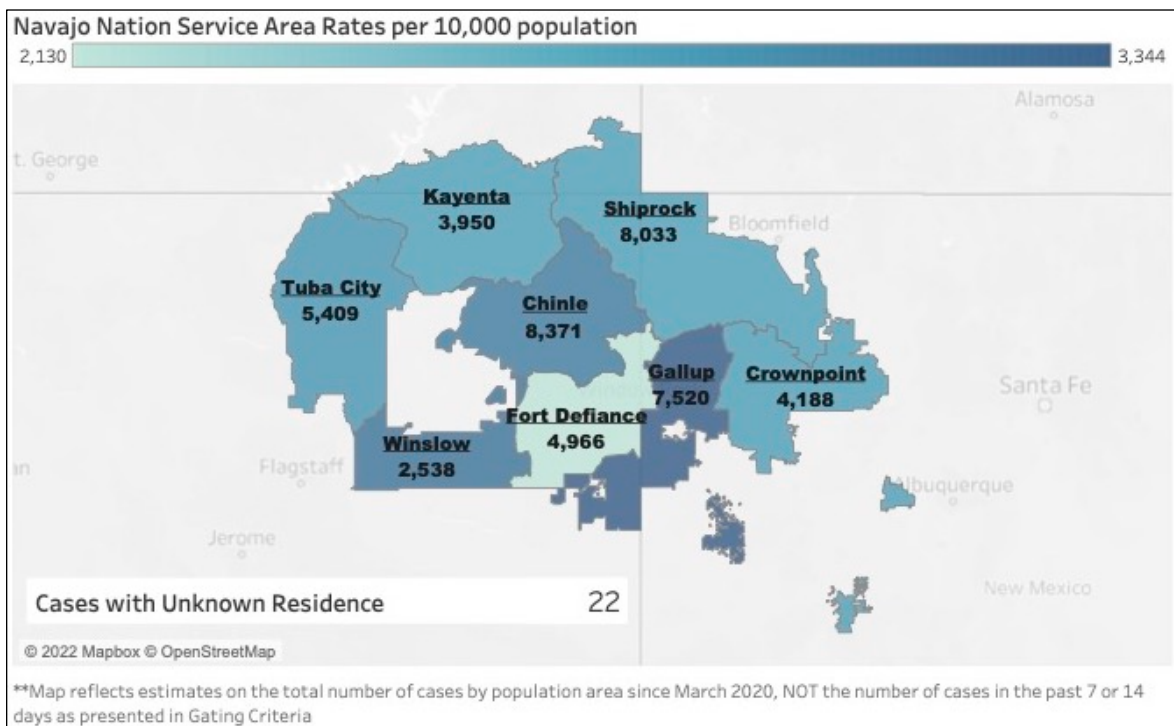 Navajo Nation Service Area Rates per 10,000 population
2,130
3,344
Alamosa
t. George
Kayenta
3,950
Shiprock
8,033
Bloomfield
Tuba City
5,409
Chinle
8,371
Gallup
7,520
Crownpoint
4,188
Santa Fe
Fort Defiance
4,966
Winslow
2,538
an
Flagstaff
Albuquerque
Jerome
New Mexico
Cases with Unknown Residence 22
© 2022 Mapbox © OpenStreetMap
**Map reflects estimates on the total number of cases by population area since March 2020, NOT the number of cases in the past 7 or 14
days as presented in Gating Criteria